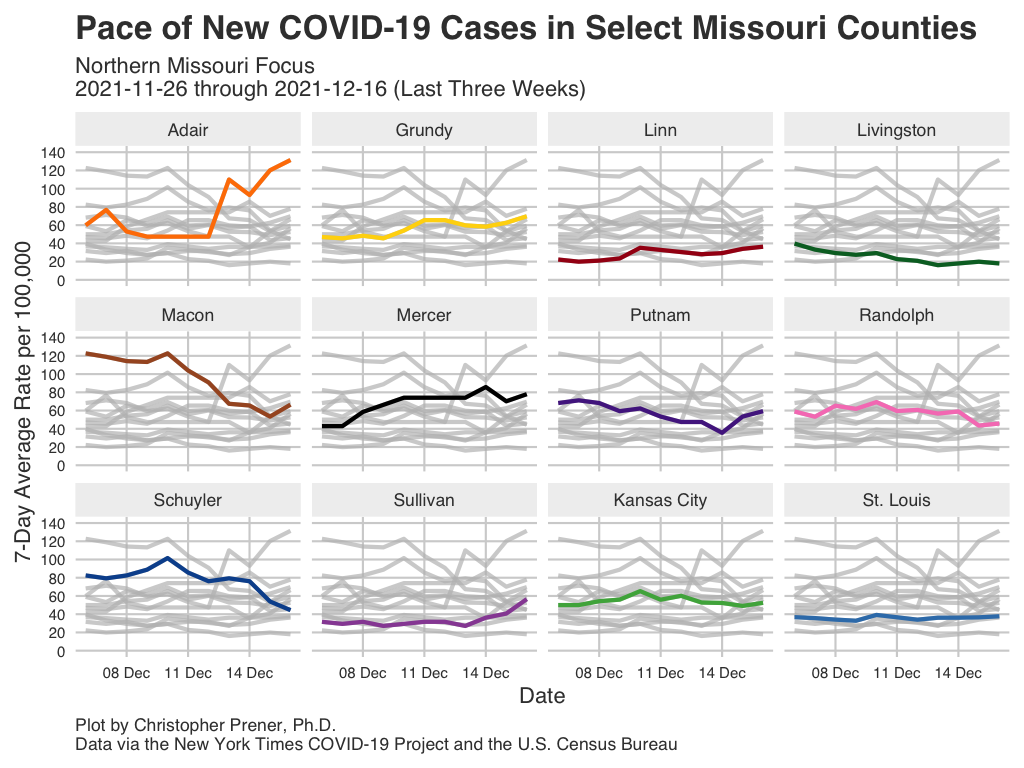 Pace of New COVID-19 Cases in Select Missouri Counties
Northern Missouri Focus
2021-11-26 through 2021-12-16 (Last Three Weeks)
7-Day Average Rate per 100,000
Adair
Grundy
Linn
Livingston
140
120
100
80
60
40
20
0
Macon
Mercer
Putnam
Randolph
140
120
100
80
60
40
20
0
Schuyler
Sullivan
Kansas City
St. Louis
140
120
100
80
60
40
20
0
08 Dec 11 Dec 14 Dec
08 Dec 11 Dec 14 Dec
08 Dec 11 Dec 14 Dec
08 Dec 11 Dec 14 Dec
Date
Plot by Christopher Prener, Ph.D.
Data via the New York Times COVID-19 Project and the U.S. Census Bureau